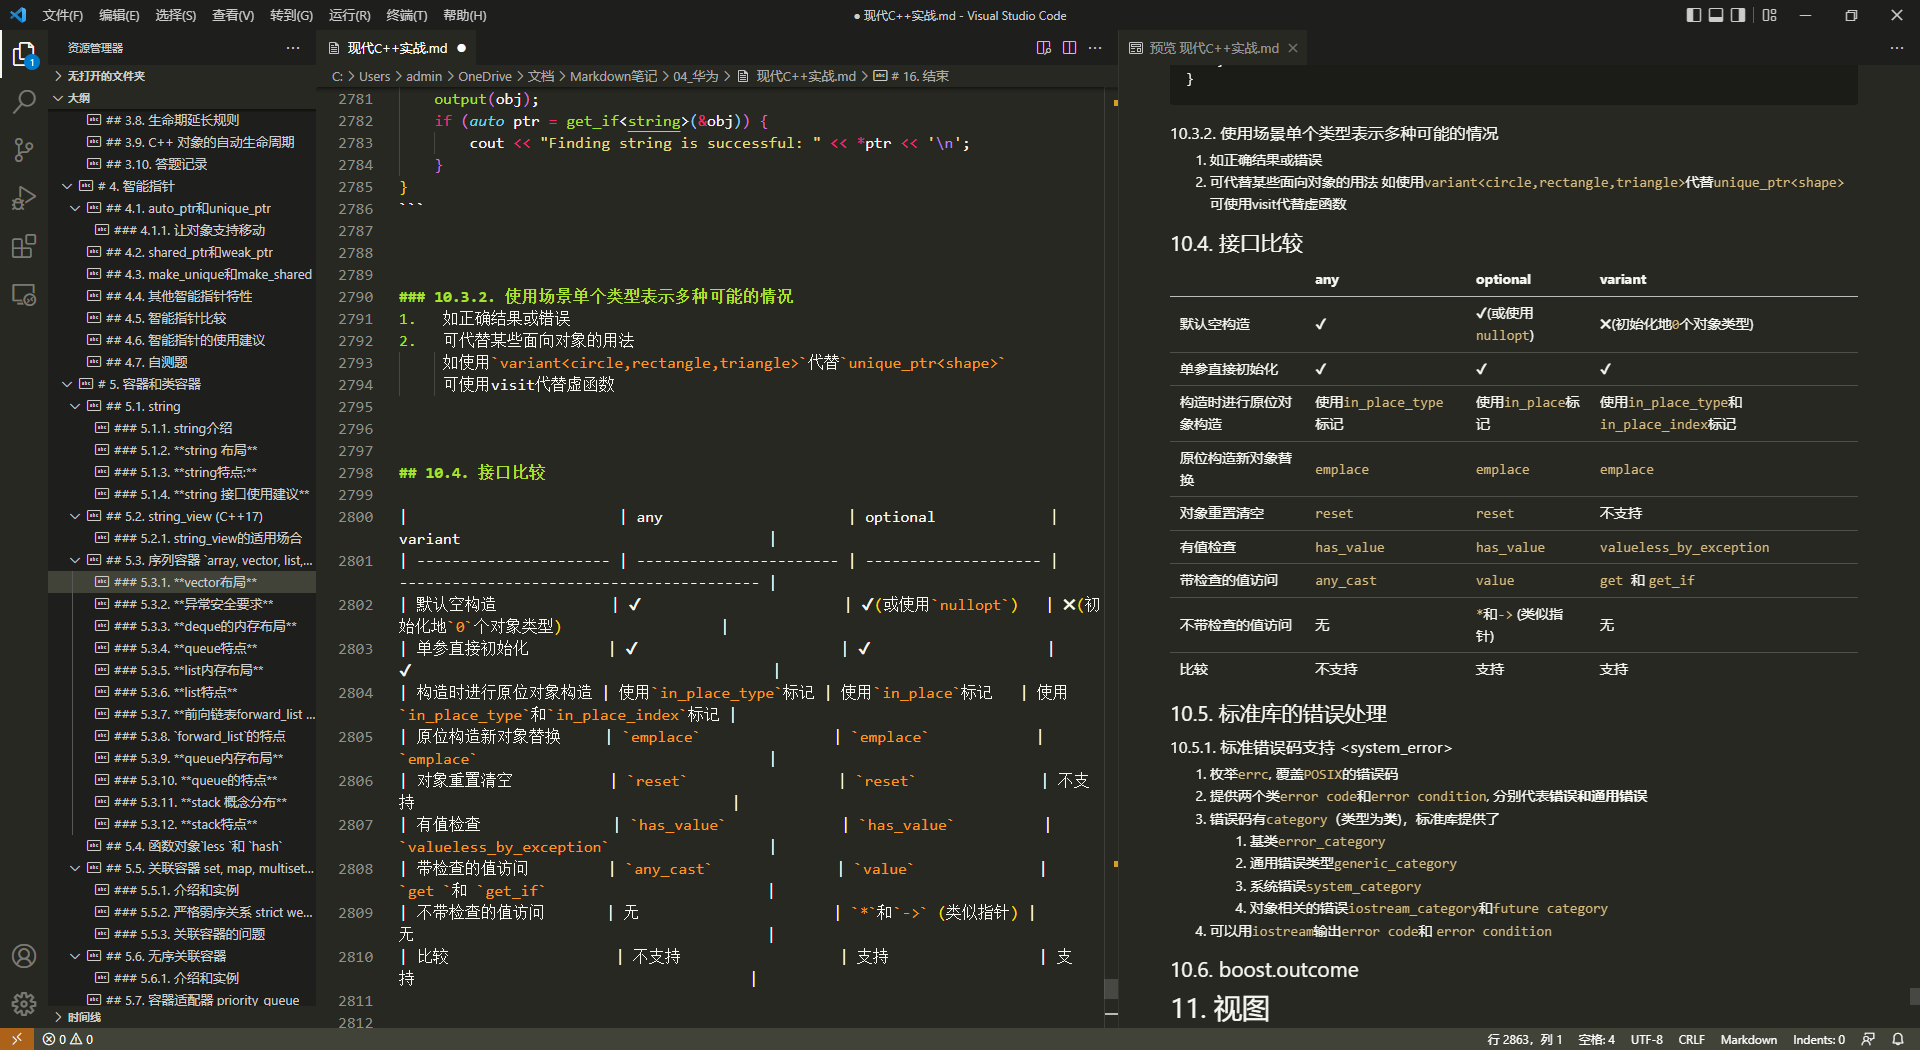 文件(F) 编辑(E) 选择(S) 查看(V) 转到(G) 运行(R) 终端(T) 帮助(H)
● 现代C++实战.md - Visual Studio Code
资源管理器
无打开的文件夹
大纲
## 3.8. 生命期延长规则
## 3.9. C++ 对象的自动生命周期
## 3.10. 答题记录
# 4. 智能指针
## 4.1. auto_ptr和unique_ptr
### 4.1.1. 让对象支持移动
## 4.2. shared_ptr和weak_ptr
## 4.3. make_unique和make_shared
## 4.4. 其他智能指针特性
## 4.5. 智能指针比较
## 4.6. 智能指针的使用建议
## 4.7. 自测题
# 5. 容器和类容器
## 5.1. string
### 5.1.1. string介绍
### 5.1.2. **string 布局**
### 5.1.3. **string特点:**
### 5.1.4. **string 接口使用建议**
## 5.2. string_view (C++17)
### 5.2.1. string_view的适用场合
## 5.3. 序列容器 `array, vector, list,...
### 5.3.1. **vector布局**
### 5.3.2. **异常安全要求**
### 5.3.3. **deque的内存布局**
### 5.3.4. **queue特点**
### 5.3.5. **list内存布局**
### 5.3.6. **list特点**
### 5.3.7. **前向链表forward_list ...
### 5.3.8. `forward_list`的特点
### 5.3.9. **queue内存布局**
### 5.3.10. **queue的特点**
### 5.3.11. **stack 概念分布**
### 5.3.12. **stack特点**
## 5.4. 函数对象`less `和 `hash`
## 5.5. 关联容器 set, map, multiset...
### 5.5.1. 介绍和实例
### 5.5.2. 严格弱序关系 strict we...
### 5.5.3. 关联容器的问题
## 5.6. 无序关联容器
### 5.6.1. 介绍和实例
## 5.7. 容器适配器 priority_queue
时间线
现代C++实战.md ●
C: > Users > admin > OneDrive > 文档 > Markdown笔记 > 04_华为 > 现代C++实战.md > # 16. 结束
2781 output(obj);
2782 if (auto ptr = get_if<string>(&obj)) {
2783 cout << "Finding string is successful: " << *ptr << '\n';
2784 }
2785 }
2786 ```
2787
2788
2789
2790 ### 10.3.2. 使用场景单个类型表示多种可能的情况
2791 1. 如正确结果或错误
2792 2. 可代替某些面向对象的用法
2793 如使用`variant<circle,rectangle,triangle>`代替`unique_ptr<shape>`
2794 可使用visit代替虚函数
2795
2796
2797
2798 ## 10.4. 接口比较
2799
2800 | | any | optional |
variant |
2801 | ---------------------- | ----------------------- | -------------------- |
----------------------------------------- |
2802 | 默认空构造 | ✔ | ✔(或使用`nullopt`) | ❌(初
始化地`0`个对象类型) |
2803 | 单参直接初始化 | ✔ | ✔ |
✔ |
2804 | 构造时进行原位对象构造 | 使用`in_place_type`标记 | 使用`in_place`标记 | 使用
`in_place_type`和`in_place_index`标记 |
2805 | 原位构造新对象替换 | `emplace` | `emplace` |
`emplace` |
2806 | 对象重置清空 | `reset` | `reset` | 不支
持 |
2807 | 有值检查 | `has_value` | `has_value` |
`valueless_by_exception` |
2808 | 带检查的值访问 | `any_cast` | `value` |
`get `和 `get_if` |
2809 | 不带检查的值访问 | 无 | `*`和`->` (类似指针) |
无 |
2810 | 比较 | 不支持 | 支持 | 支
持 |
2811
2812
预览 现代C++实战.md
}
10.3.2. 使用场景单个类型表示多种可能的情况
1. 如正确结果或错误
2. 可代替某些面向对象的用法 如使用variant<circle,rectangle,triangle>代替unique_ptr<shape>
可使用visit代替虚函数
10.4. 接口比较
any optional variant
默认空构造 ✔ ✔(或使用nullopt) ❌(初始化地0个对象类型)
单参直接初始化 ✔ ✔ ✔
构造时进行原位对象构造 使用in_place_type标记 使用in_place标记 使用in_place_type和in_place_index标记
原位构造新对象替换 emplace emplace emplace
对象重置清空 reset reset 不支持
有值检查 has_value has_value valueless_by_exception
带检查的值访问 any_cast value get 和 get_if
不带检查的值访问 无 *和-> (类似指针) 无
比较 不支持 支持 支持
10.5. 标准库的错误处理
10.5.1. 标准错误码支持 <system_error>
1. 枚举errc, 覆盖POSIX的错误码
2. 提供两个类error code和error condition, 分别代表错误和通用错误
3. 错误码有category (类型为类), 标准库提供了
1. 基类error_category
2. 通用错误类型generic_category
3. 系统错误system_category
4. 对象相关的错误iostream_category和future category
4. 可以用iostream输出error code和 error condition
10.6. boost.outcome
11. 视图
1
0 0
行 2863，列 1 空格: 4 UTF-8 CRLF Markdown Indents: 0